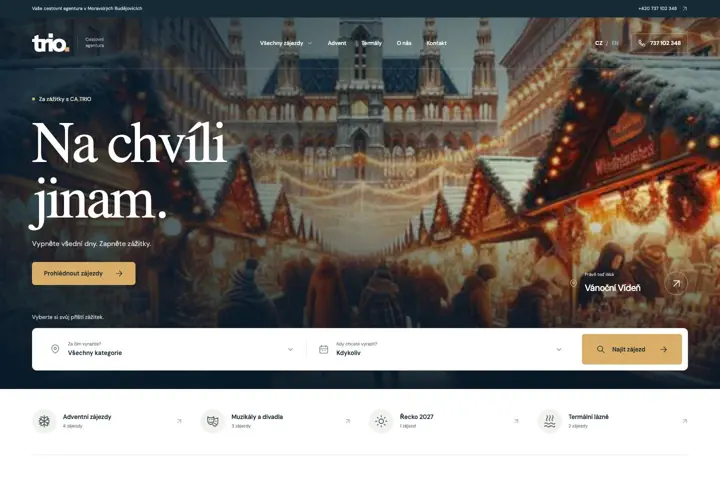 Vaše cestovní agentura v Moravských Budějovicích
+420 737 102 348
trio.
Cestovní
agentura
Všechny zájezdy
Advent
Termály
O nás
Kontakt
CZ / EN
737 102 348
Za zážitky s CA TRIO
Na chvíli
jinam.
Vypněte všední dny. Zapněte zážitky.
Prohlédnout zájezdy
Právě teď láká
Vánoční Vídeň
Vyberte si svůj příští zážitek.
Za čím vyrazíte?
Všechny kategorie
Kdy chcete vyrazit?
Kdykoliv
Najít zájezd
Adventní zájezdy
4 zájezdy
Muzikály a divadla
3 zájezdy
Řecko 2027
1 zájezd
Termální lázně
2 zájezdy